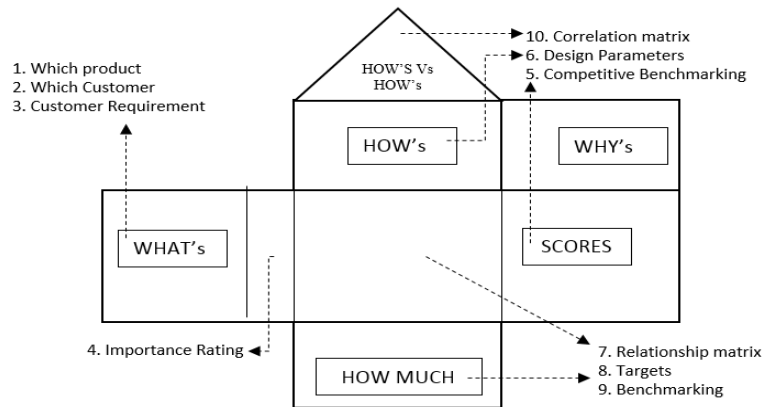 10. Correlation matrix
6. Design Parameters
5. Competitive Benchmarking
1. Which product
2. Which Customer
3. Customer Requirement
HOW'S Vs
HOW's
HOW's
WHY's
WHAT's
SCORES
4. Importance Rating
7. Relationship matrix
8. Targets
9. Benchmarking
HOW MUCH